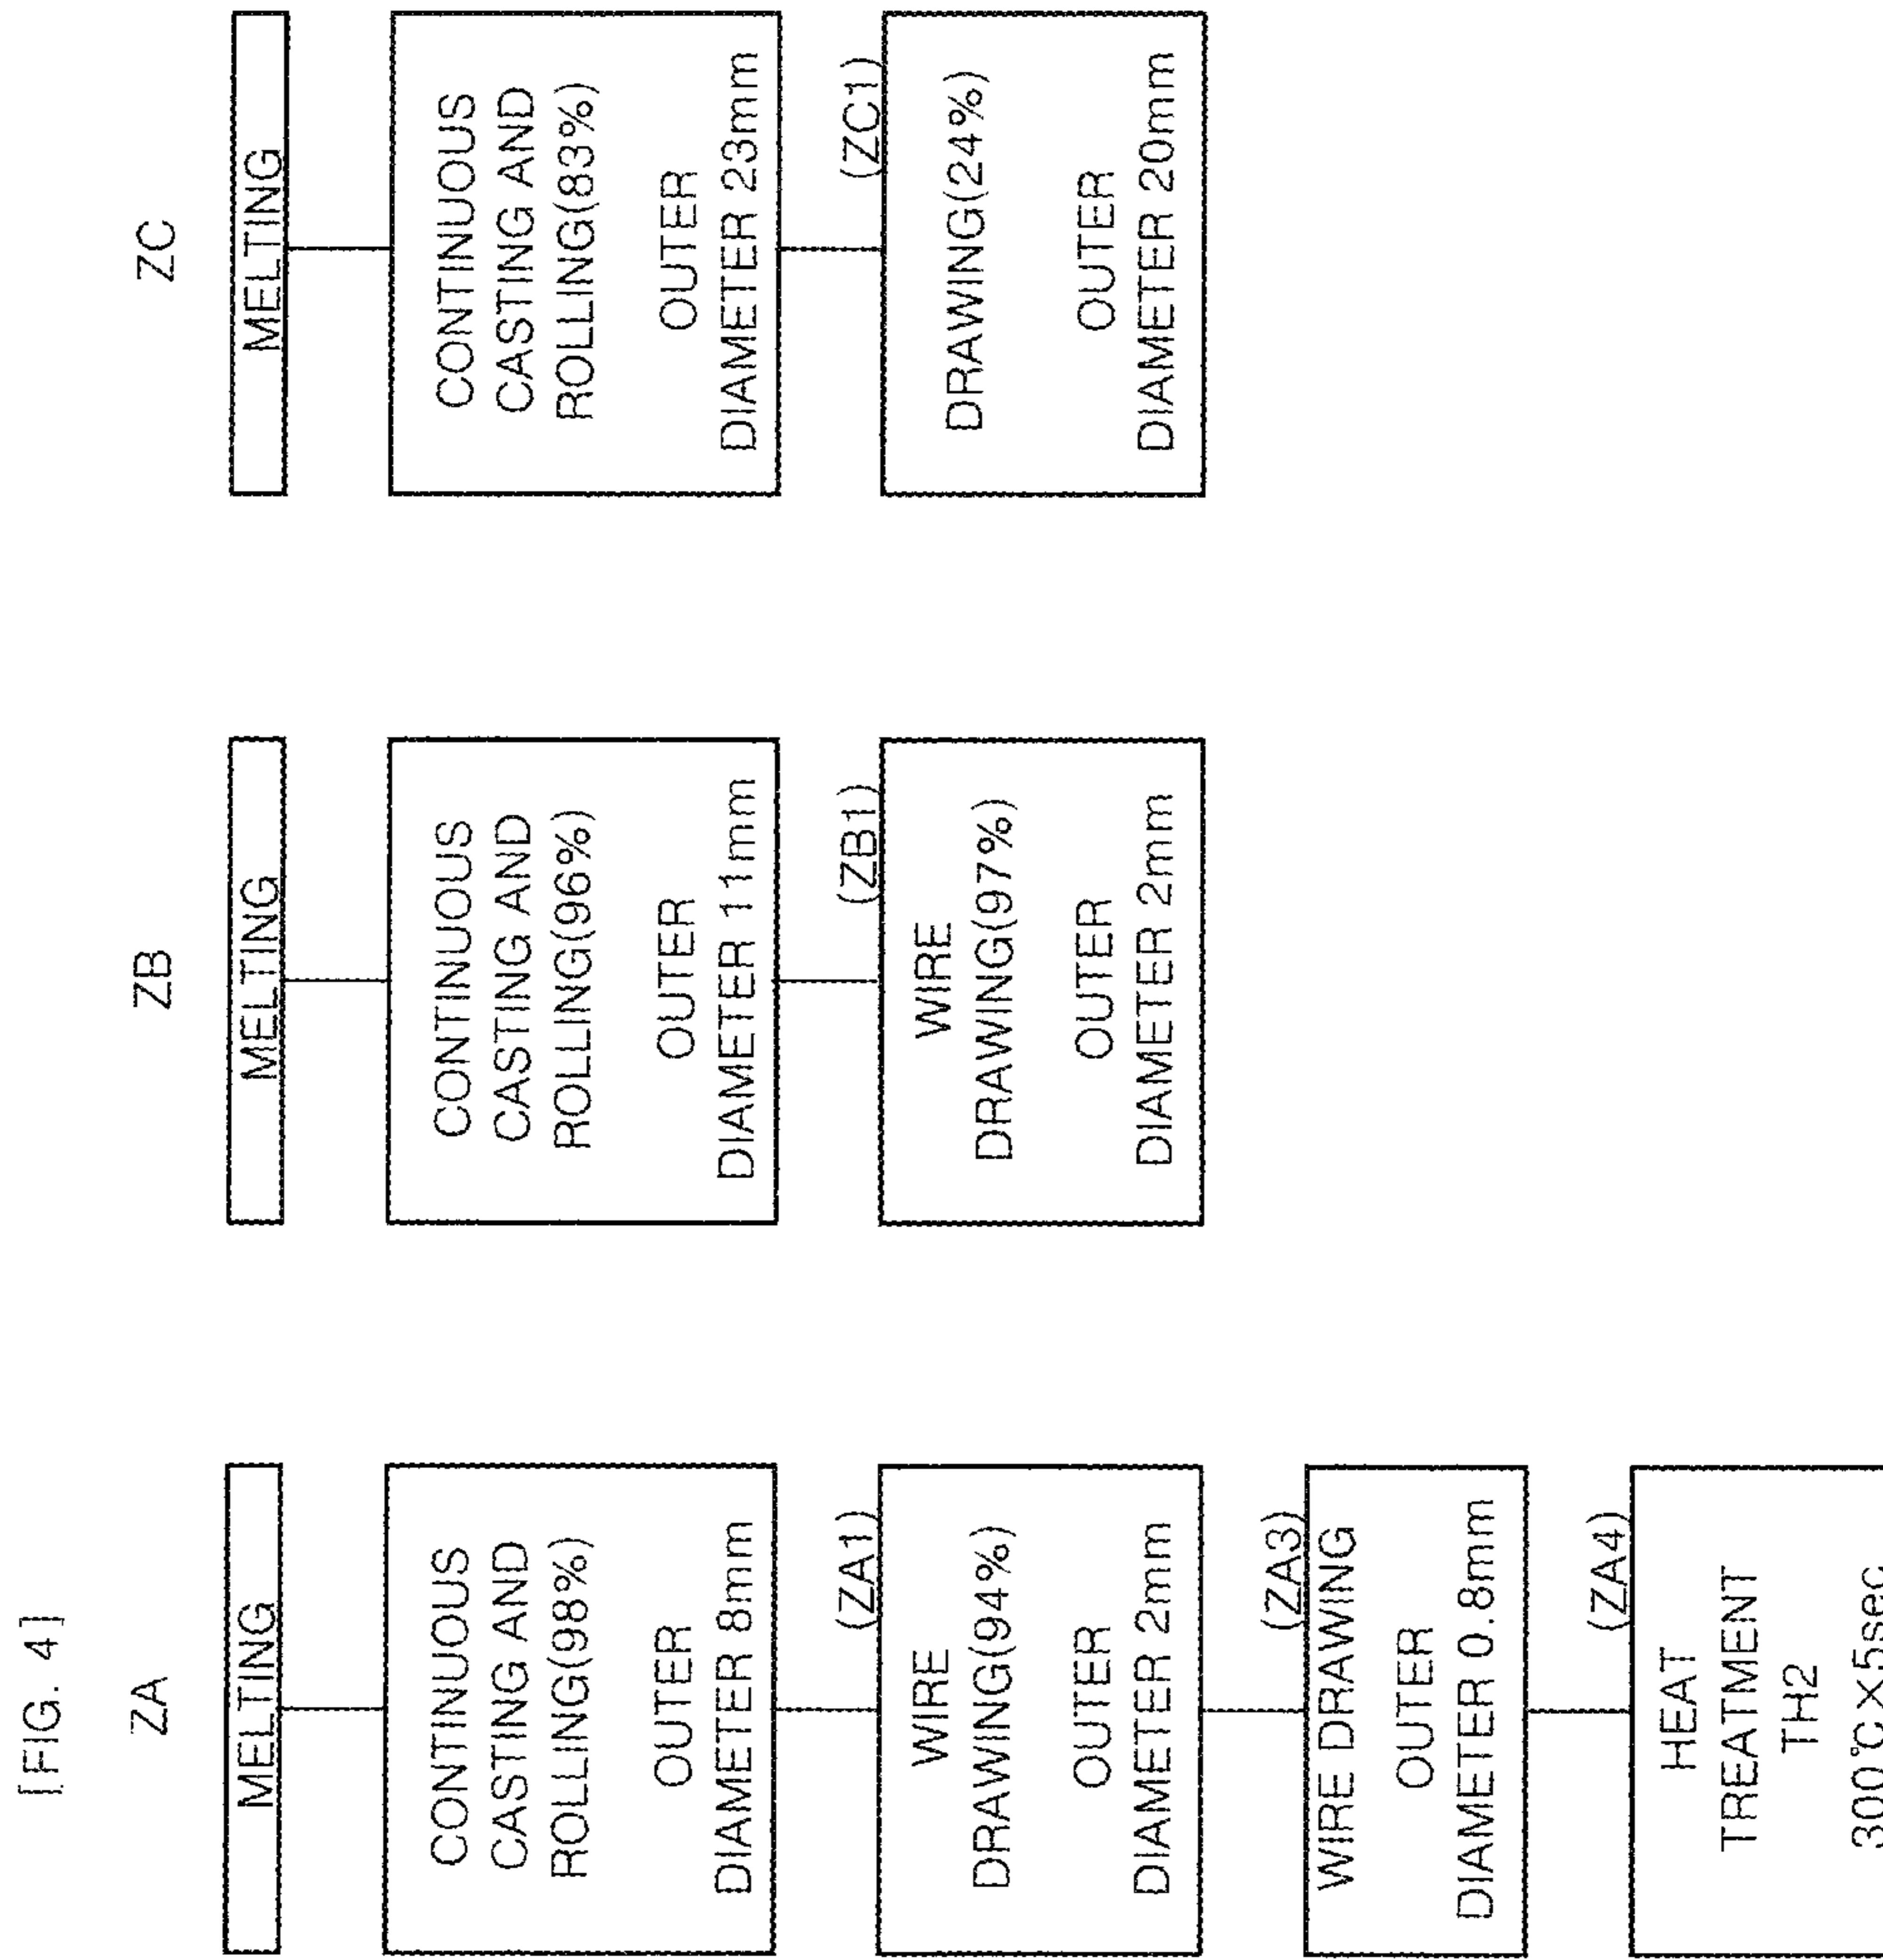 [FIG. 4]
ZA
MELTING
CONTINUOUS
CASTING AND
ROLLING(98%)
OUTER
DIAMETER 8mm
(ZA1)
WIRE
DRAWING(94%)
OUTER
DIAMETER 2mm
(ZA3)
WIRE DRAWING
OUTER
DIAMETER 0.8mm
(ZA4)
HEAT
TREATMENT
TH2
300℃×5sec
ZB
MELTING
CONTINUOUS
CASTING AND
ROLLING(96%)
OUTER
DIAMETER 11mm
(ZB1)
WIRE
DRAWING(97%)
OUTER
DIAMETER 2mm
ZC
MELTING
CONTINUOUS
CASTING AND
ROLLING(83%)
OUTER
DIAMETER 23mm
(ZC1)
DRAWING(24%)
OUTER
DIAMETER 20mm